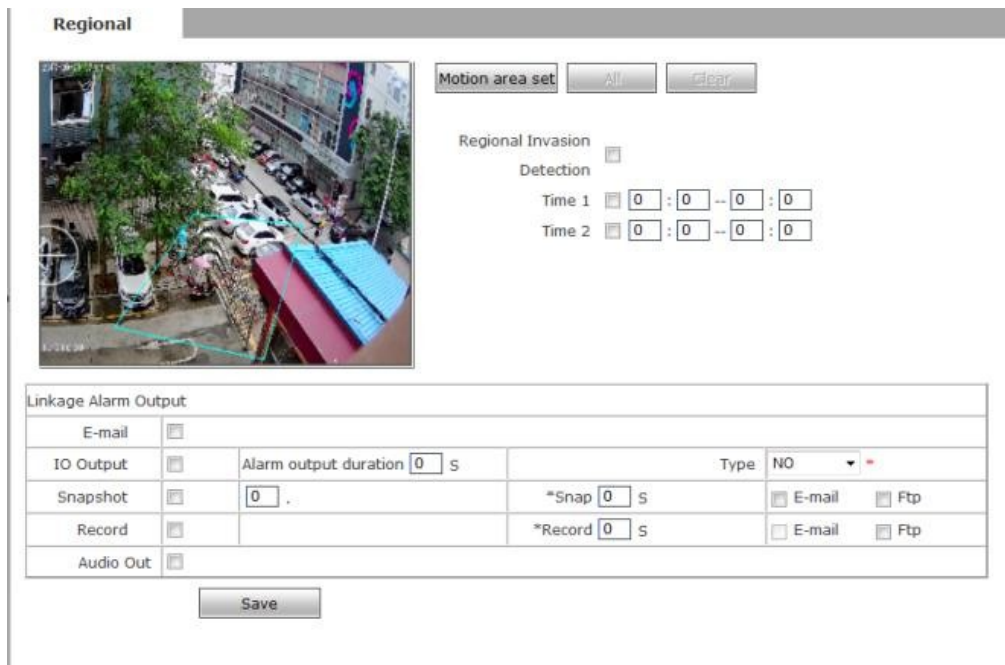 Regional
Motion area set All Clear
Regional Invasion
Detection
Time 1 0 : 0 -- 0 : 0
Time 2 0 : 0 -- 0 : 0
Linkage Alarm Output
E-mail
IO Output Alarm output duration 0 S Type NO *
Snapshot 0 . *Snap 0 S E-mail Ftp
Record *Record 0 S E-mail Ftp
Audio Out
Save